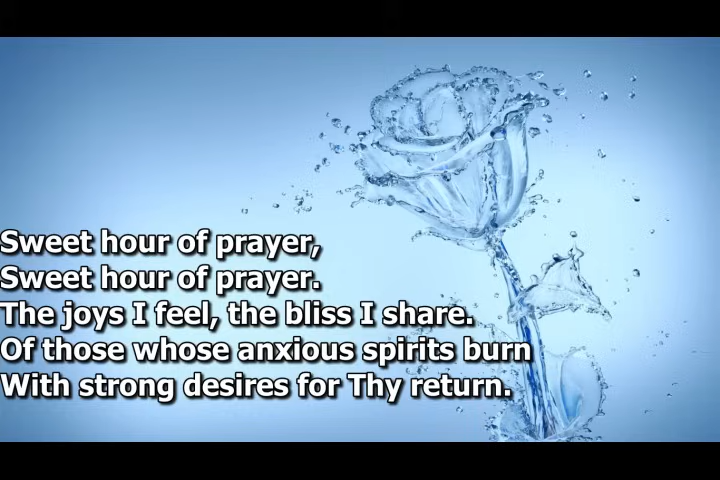 Sweet hour of prayer,
Sweet hour of prayer.
The joys I feel, the bliss I share.
Of those whose anxious spirits burn
With strong desires for Thy return.